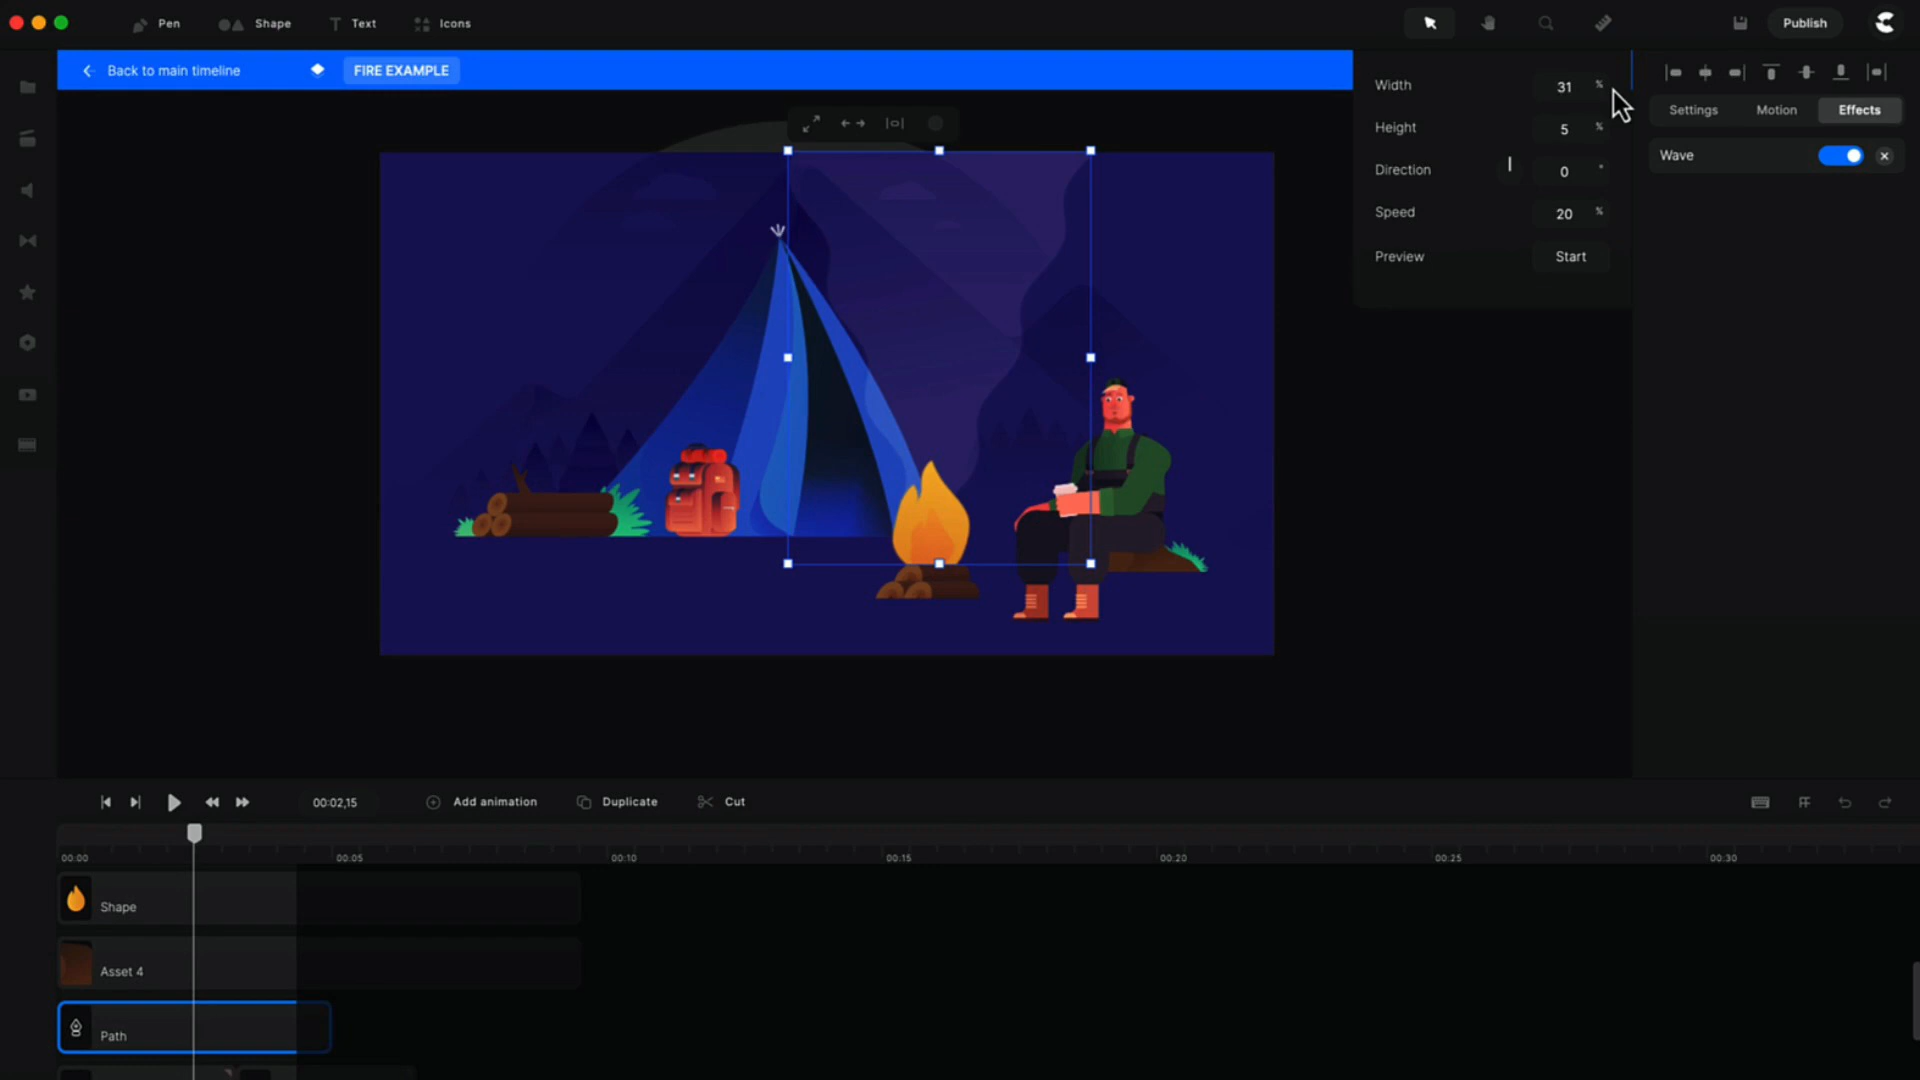 Pen
Shape
Text
Icons
Publish
Back to main timeline
FIRE EXAMPLE
Width 31 %
Height 5 %
Direction 0 °
Speed 20 %
Preview Start
Settings Motion Effects
Wave
00:02,15
Add animation
Duplicate
Cut
00:00 00:05 00:10 00:15 00:20 00:25 00:30
Shape
Asset 4
Path